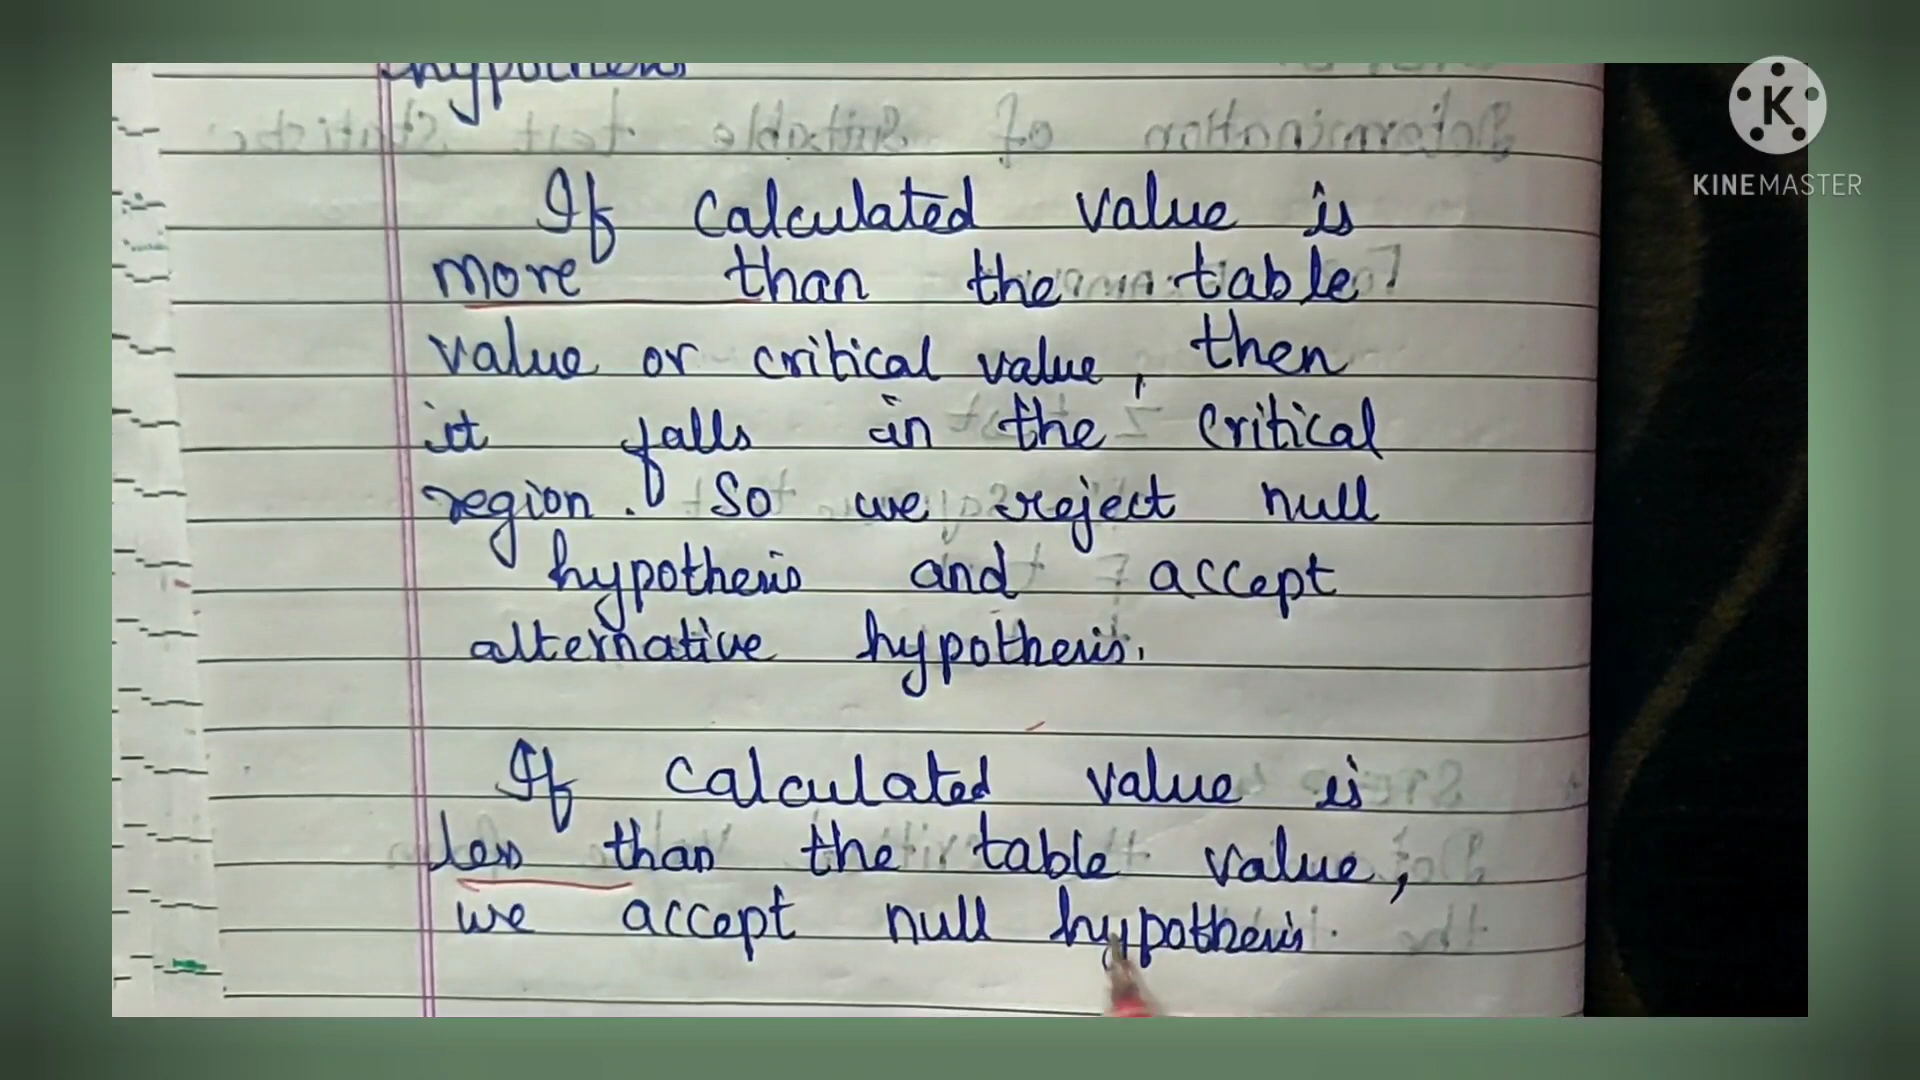 hypothesis
If calculated value is
more than the table
value or critical value, then
it falls in the critical
region. So we reject null
hypothesis and accept
alternative hypothesis.
If calculated value is
less than the table value,
we accept null hypothesis.
KINEMASTER